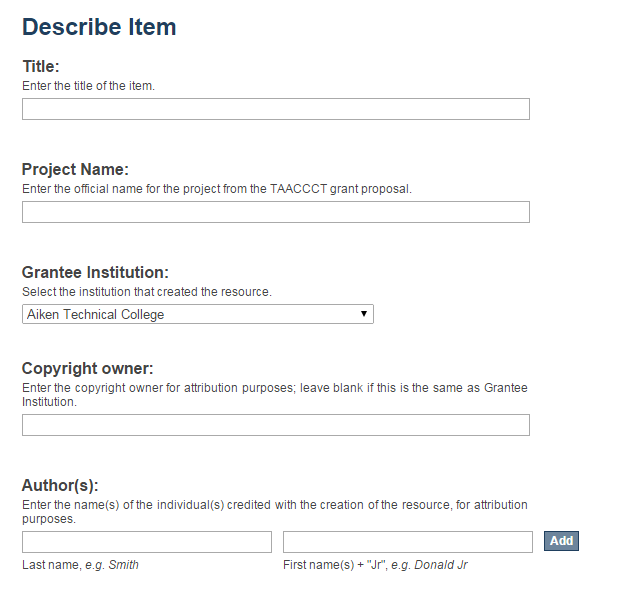 Describe Item
Title:
Enter the title of the item.
Project Name:
Enter the official name for the project from the TAACCCT grant proposal.
Grantee Institution:
Select the institution that created the resource.
Aiken Technical College
Copyright owner:
Enter the copyright owner for attribution purposes; leave blank if this is the same as Grantee
Institution.
Author(s):
Enter the name(s) of the individual(s) credited with the creation of the resource, for attribution
purposes.
Add
Last name, e.g. Smith
First name(s) + "Jr", e.g. Donald Jr